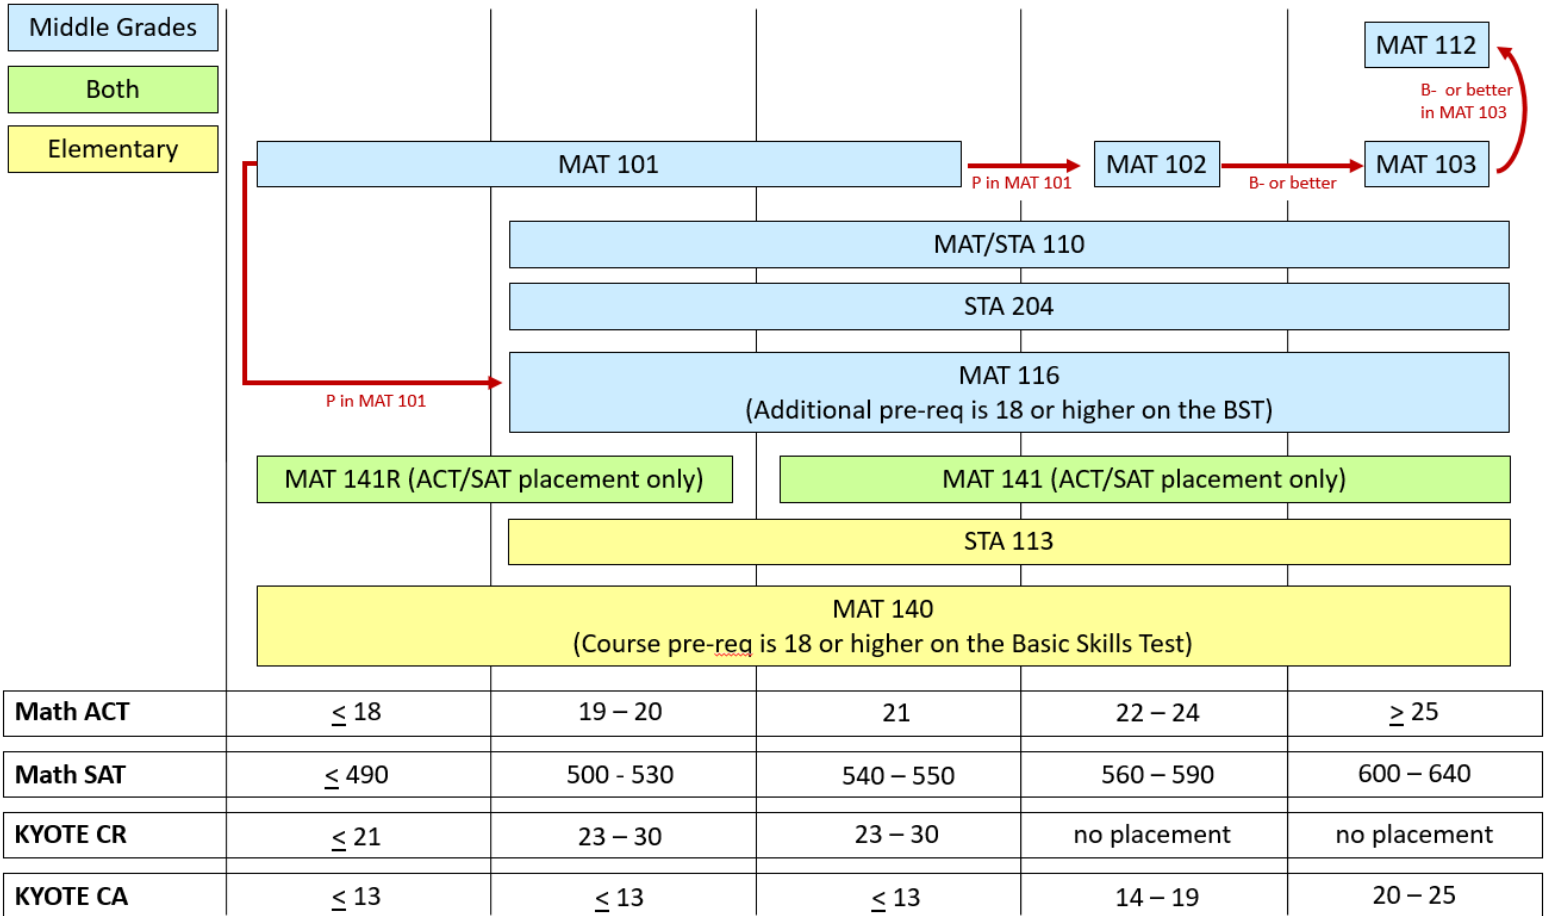 Middle Grades
Both
Elementary
MAT 112
B-  or better
in MAT 103
MAT 101
P in MAT 101
MAT 102
B- or better
MAT 103
MAT/STA 110
STA 204
MAT 116
(Additional pre-req is 18 or higher on the BST)
P in MAT 101
MAT 141R (ACT/SAT placement only)
MAT 141 (ACT/SAT placement only)
STA 113
MAT 140
(Course pre-req is 18 or higher on the Basic Skills Test)
Math ACT ≤ 18 19 – 20 21 22 – 24 ≥ 25
Math SAT ≤ 490 500 - 530 540 – 550 560 – 590 600 – 640
KYOTE CR ≤ 21 23 – 30 23 – 30 no placement no placement
KYOTE CA ≤ 13 ≤ 13 ≤ 13 14 – 19 20 – 25